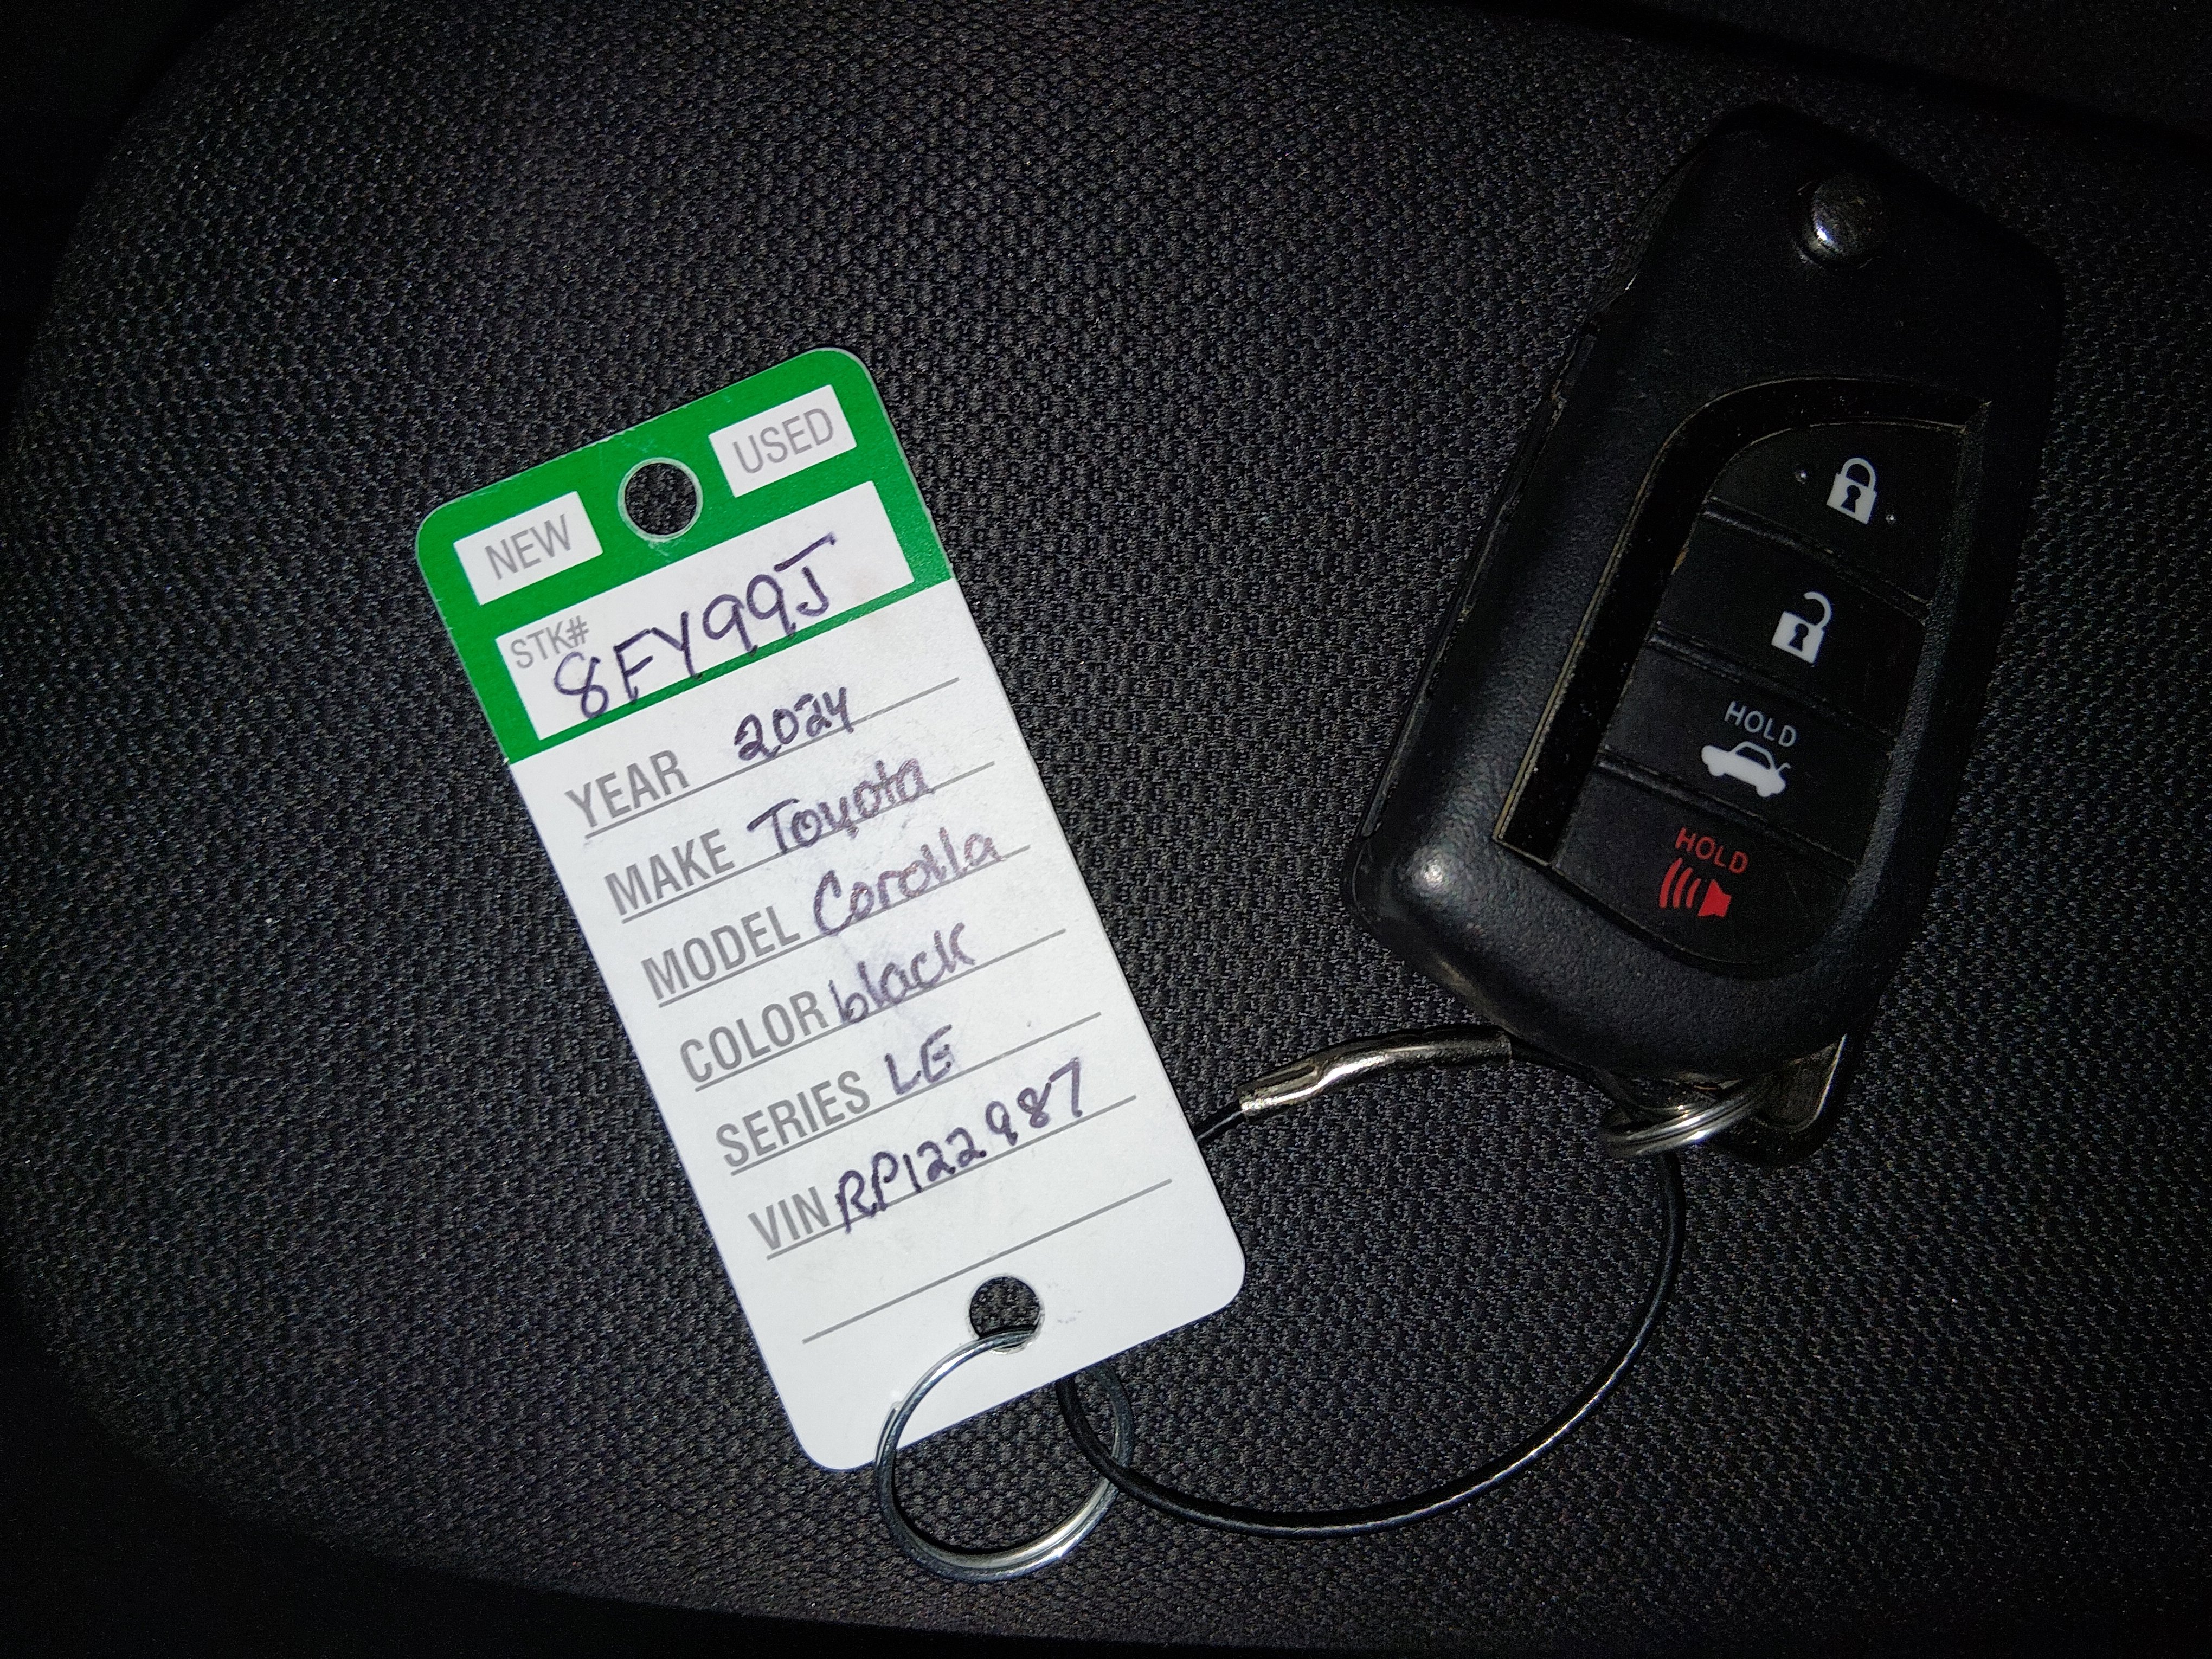 NEW
USED
STK#
8FY99J
YEAR 2024
MAKE Toyota
MODEL Corolla
COLOR black
SERIES LE
VIN RP122987
HOLD
HOLD